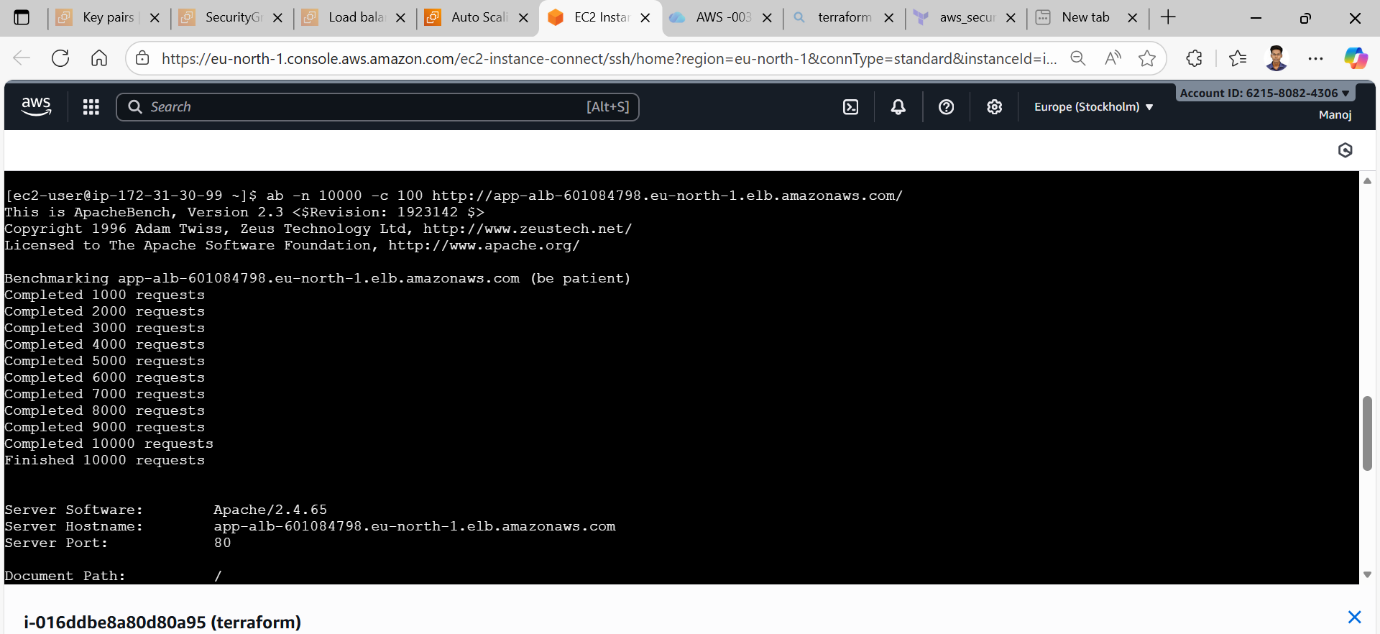 Key pairs
SecurityGr
Load bala
Auto Scali
EC2 Instan
AWS -003
terraform
aws_secur
New tab
https://eu-north-1.console.aws.amazon.com/ec2-instance-connect/ssh/home?region=eu-north-1&connType=standard&instanceId=i...
aws
Search
[Alt+S]
Europe (Stockholm)
Account ID: 6215-8082-4306
Manoj
[ec2-user@ip-172-31-30-99 ~]$ ab -n 10000 -c 100 http://app-alb-601084798.eu-north-1.elb.amazonaws.com/
This is ApacheBench, Version 2.3 <$Revision: 1923142 $>
Copyright 1996 Adam Twiss, Zeus Technology Ltd, http://www.zeustech.net/
Licensed to The Apache Software Foundation, http://www.apache.org/
Benchmarking app-alb-601084798.eu-north-1.elb.amazonaws.com (be patient)
Completed 1000 requests
Completed 2000 requests
Completed 3000 requests
Completed 4000 requests
Completed 5000 requests
Completed 6000 requests
Completed 7000 requests
Completed 8000 requests
Completed 9000 requests
Completed 10000 requests
Finished 10000 requests
Server Software: Apache/2.4.65
Server Hostname: app-alb-601084798.eu-north-1.elb.amazonaws.com
Server Port: 80
Document Path: /
i-016ddbe8a80d80a95 (terraform)